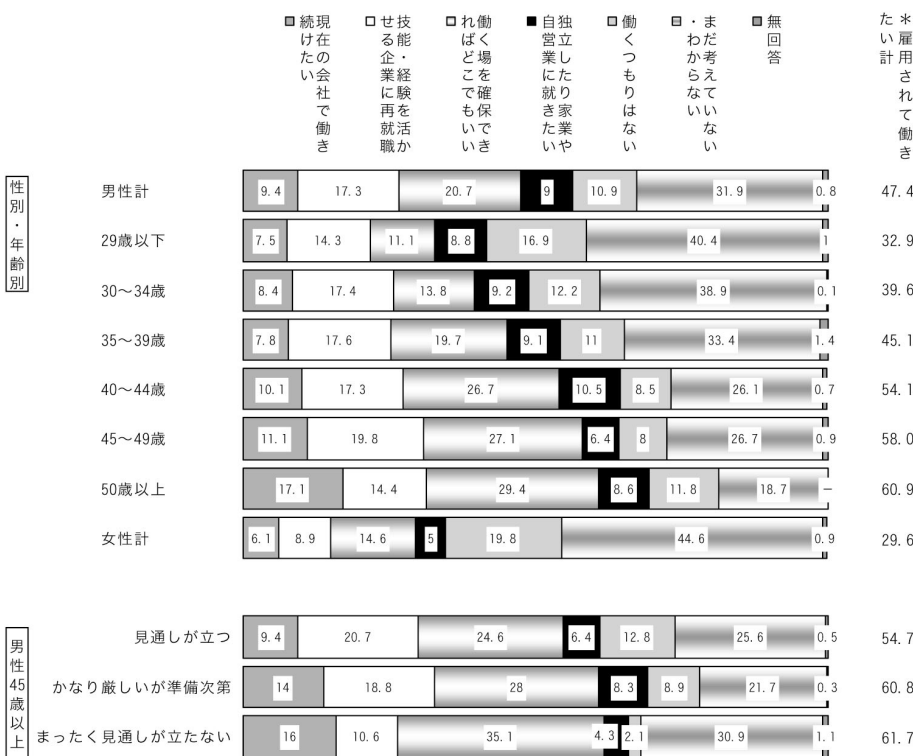 ■現在の会社で働き
続けたい
□技能・経験を活か
せる企業に再就職
□働く場を確保でき
ればどこでもいい
■独立したり家業や
自営業に就きたい
□働くつもりはない
日・まだ考えていない
・わからない
■無回答
＊雇用されて働き
たい計
性別・年齢別
男性計 9.4 17.3 20.7 9 10.9 31.9 0.8 47.4
29歳以下 7.5 14.3 11.1 8.8 16.9 40.4 1 32.9
30〜34歳 8.4 17.4 13.8 9.2 12.2 38.9 0.1 39.6
35〜39歳 7.8 17.6 19.7 9.1 11 33.4 1.4 45.1
40〜44歳 10.1 17.3 26.7 10.5 8.5 26.1 0.7 54.1
45〜49歳 11.1 19.8 27.1 6.4 8 26.7 0.9 58.0
50歳以上 17.1 14.4 29.4 8.6 11.8 18.7 − 60.9
女性計 6.1 8.9 14.6 5 19.8 44.6 0.9 29.6
男性45歳以上
見通しが立つ 9.4 20.7 24.6 6.4 12.8 25.6 0.5 54.7
かなり厳しいが準備次第 14 18.8 28 8.3 8.9 21.7 0.3 60.8
まったく見通しが立たない 16 10.6 35.1 4.3 2.1 30.9 1.1 61.7